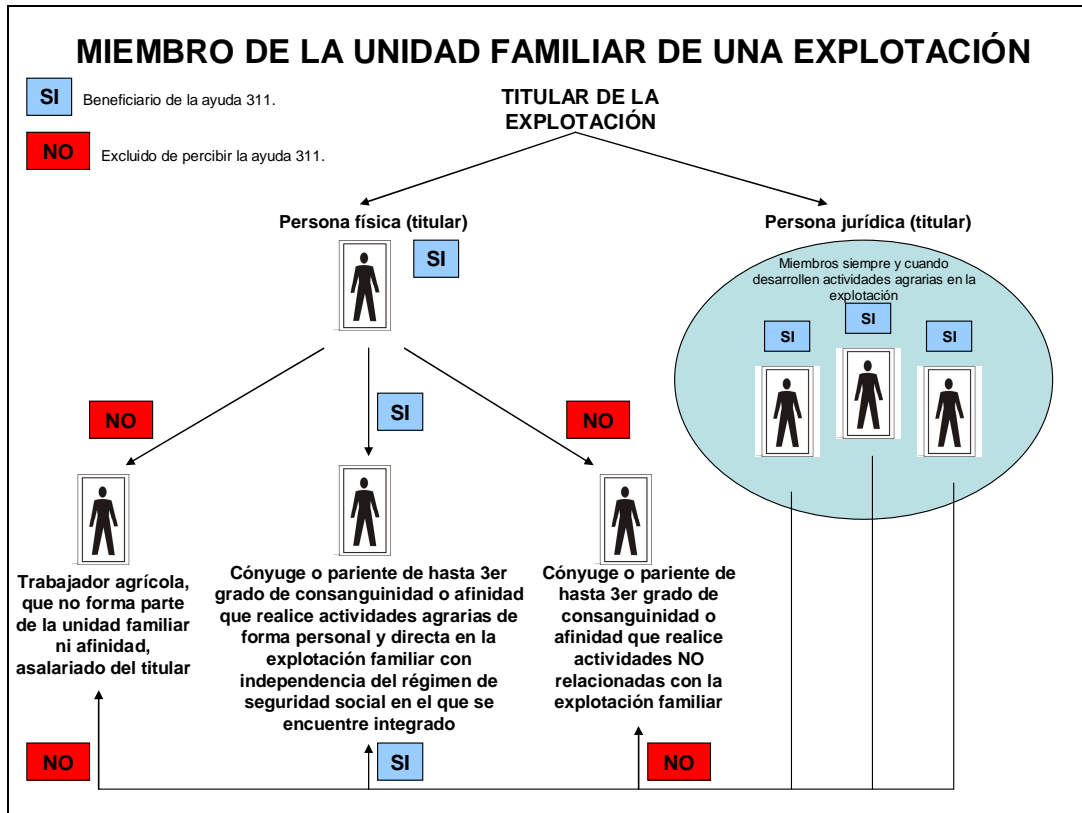 MIEMBRO DE LA UNIDAD FAMILIAR DE UNA EXPLOTACIÓN
SI
Beneficiario de la ayuda 311.
NO
Excluido de percibir la ayuda 311.
TITULAR DE LA
EXPLOTACIÓN
Persona física (titular)
SI
Persona jurídica (titular)
Miembros siempre y cuando
desarrollen actividades agrarias en la
explotación
SI
SI
SI
NO
SI
NO
Trabajador agrícola,
que no forma parte
de la unidad familiar
ni afinidad,
asalariado del titular
Cónyuge o pariente de hasta 3er
grado de consanguinidad o afinidad
que realice actividades agrarias de
forma personal y directa en la
explotación familiar con
independencia del régimen de
seguridad social en el que se
encuentre integrado
Cónyuge o pariente de
hasta 3er grado de
consanguinidad o
afinidad que realice
actividades NO
relacionadas con la
explotación familiar
NO
SI
NO